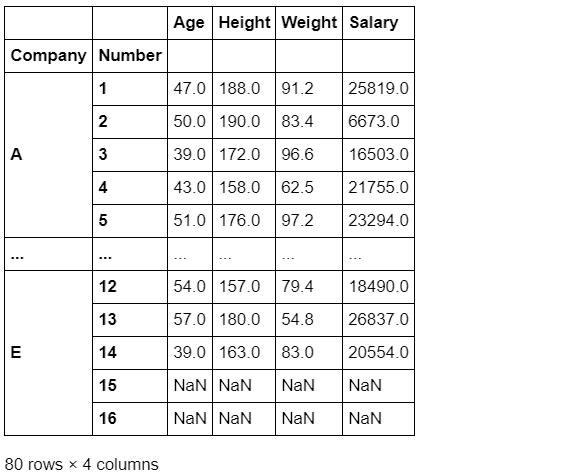 Age Height Weight Salary
Company Number
1 47.0 188.0 91.2 25819.0
2 50.0 190.0 83.4 6673.0
A 3 39.0 172.0 96.6 16503.0
4 43.0 158.0 62.5 21755.0
5 51.0 176.0 97.2 23294.0
... ... ... ... ... ...
12 54.0 157.0 79.4 18490.0
13 57.0 180.0 54.8 26837.0
E 14 39.0 163.0 83.0 20554.0
15 NaN NaN NaN NaN
16 NaN NaN NaN NaN
80 rows × 4 columns